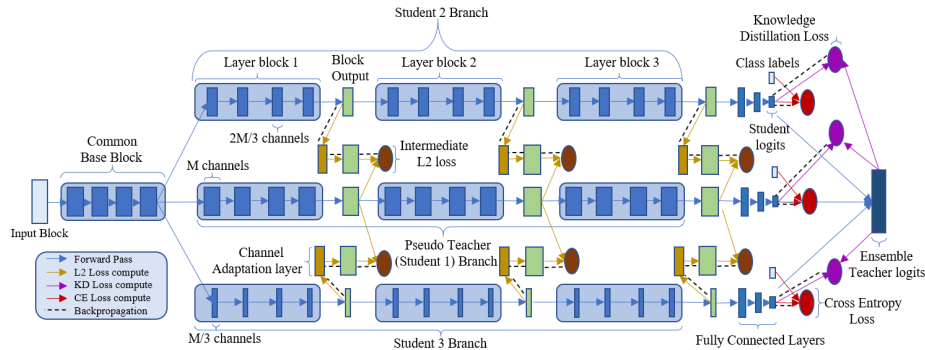 Student 2 Branch
Knowledge
Distillation Loss
Layer block 1
Block
Output
Layer block 2
Layer block 3
Class labels
2M/3 channels
Common
Base Block
Intermediate
L2 loss
Student
logits
M channels
Input Block
Channel
Adaptation layer
Pseudo Teacher
(Student 1) Branch
Ensemble
Teacher logits
Forward Pass
L2 Loss compute
KD Loss compute
CE Loss compute
Backpropagation
Cross Entropy
Loss
M/3 channels
Student 3 Branch
Fully Connected Layers